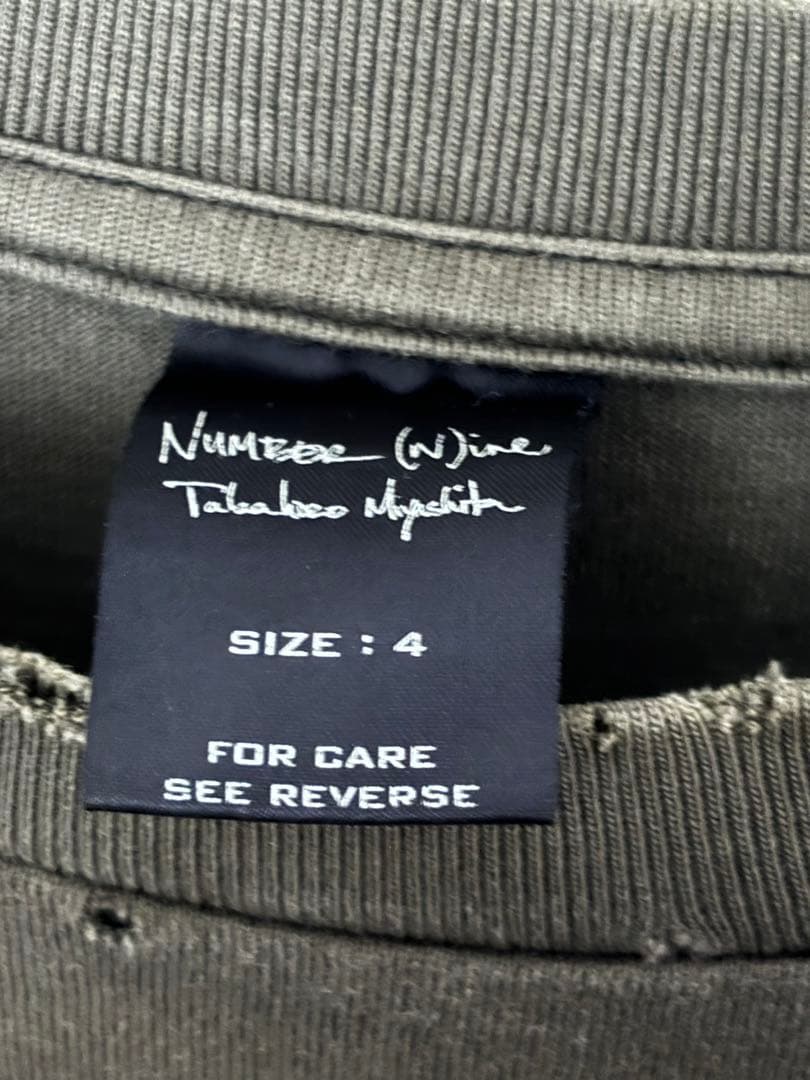 NUMBER (N)ine
Takahiro Miyashita
SIZE : 4
FOR CARE
SEE REVERSE